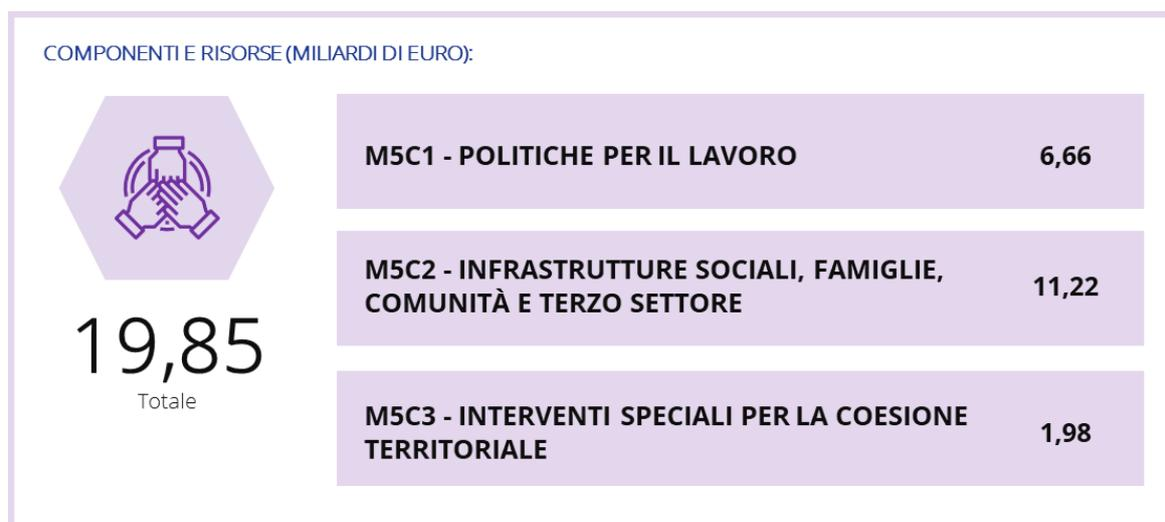 COMPONENTI E RISORSE (MILIARDI DI EURO):
M5C1 - POLITICHE PER IL LAVORO 6,66
M5C2 - INFRASTRUTTURE SOCIALI, FAMIGLIE,
COMUNITÀ E TERZO SETTORE 11,22
M5C3 - INTERVENTI SPECIALI PER LA COESIONE
TERRITORIALE 1,98
19,85
Totale